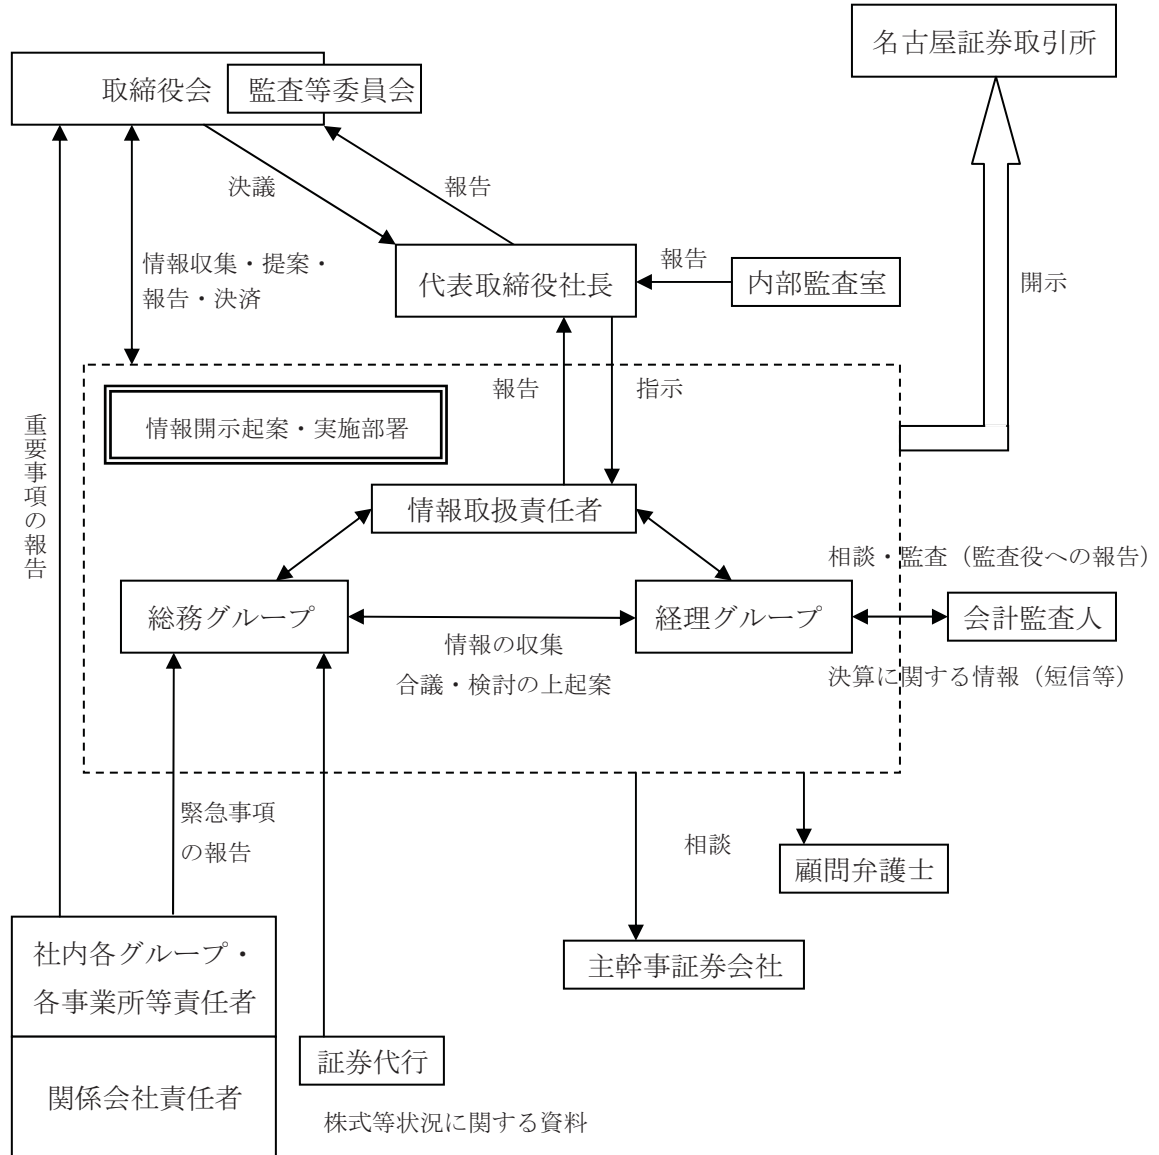 名古屋証券取引所
取締役会
監査等委員会
決議
報告
情報収集・提案・
報告・決済
代表取締役社長
報告
内部監査室
開示
報告
指示
情報開示起案・実施部署
重要事項の報告
情報取扱責任者
相談・監査（監査役への報告）
総務グループ
経理グループ
会計監査人
情報の収集
合議・検討の上起案
決算に関する情報（短信等）
緊急事項
の報告
相談
顧問弁護士
社内各グループ・
各事業所等責任者
主幹事証券会社
証券代行
関係会社責任者
株式等状況に関する資料